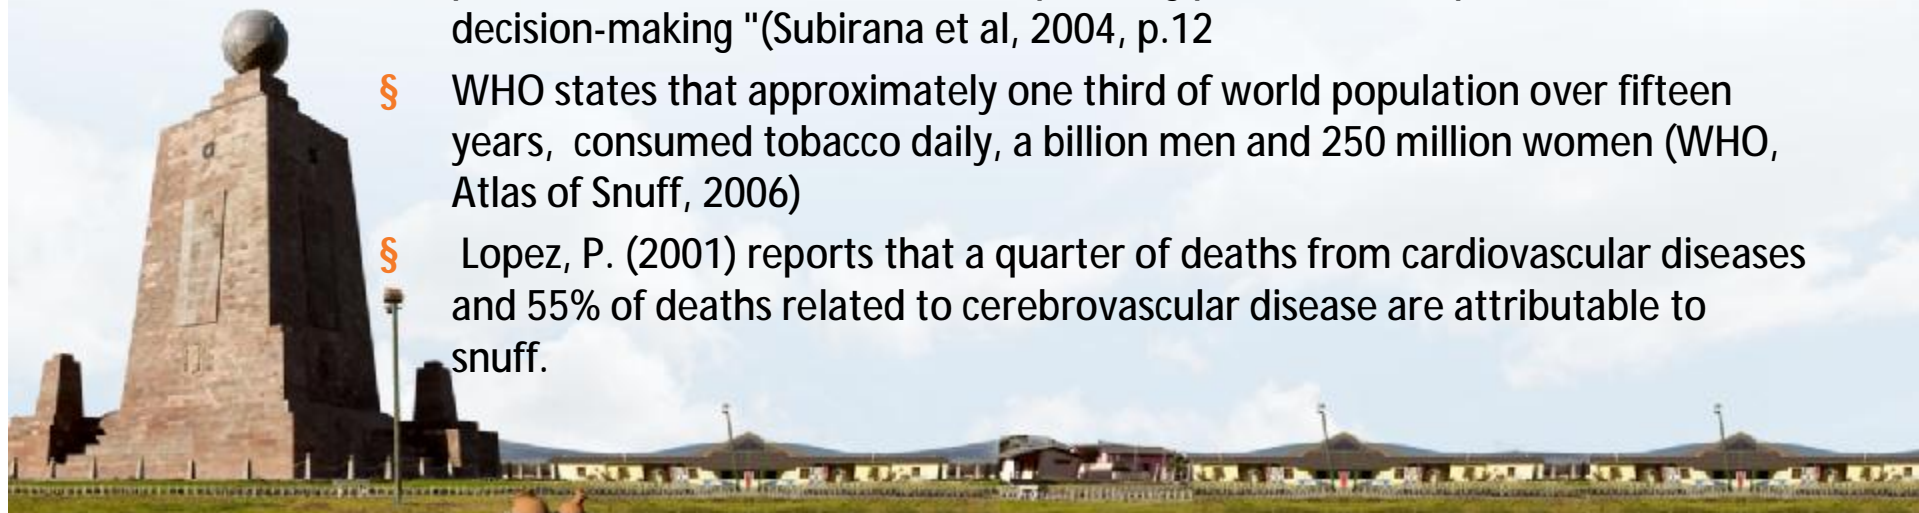 decision-making "(Subirana et al, 2004, p.12
§ WHO states that approximately one third of world population over fifteen
years, consumed tobacco daily, a billion men and 250 million women (WHO,
Atlas of Snuff, 2006)
§ Lopez, P. (2001) reports that a quarter of deaths from cardiovascular diseases
and 55% of deaths related to cerebrovascular disease are attributable to
snuff.